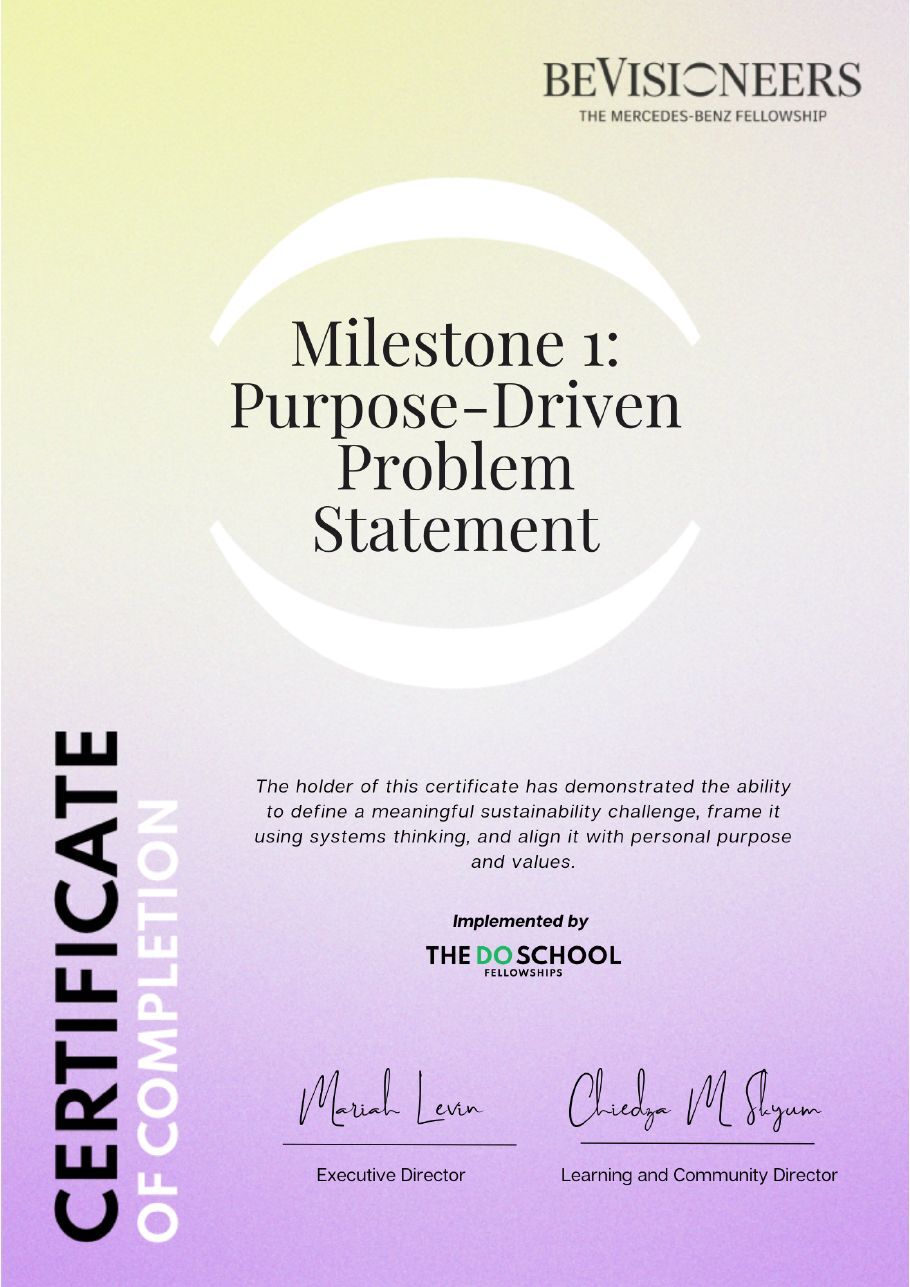 BEVISIONEERS
THE MERCEDES-BENZ FELLOWSHIP
Milestone 1:
Purpose-Driven
Problem
Statement
CERTIFICATE
OF COMPLETION
The holder of this certificate has demonstrated the ability
to define a meaningful sustainability challenge, frame it
using systems thinking, and align it with personal purpose
and values.
Implemented by
THE DO SCHOOL
FELLOWSHIPS
Mariah Levin
Chiedza M Skyum
Executive Director
Learning and Community Director